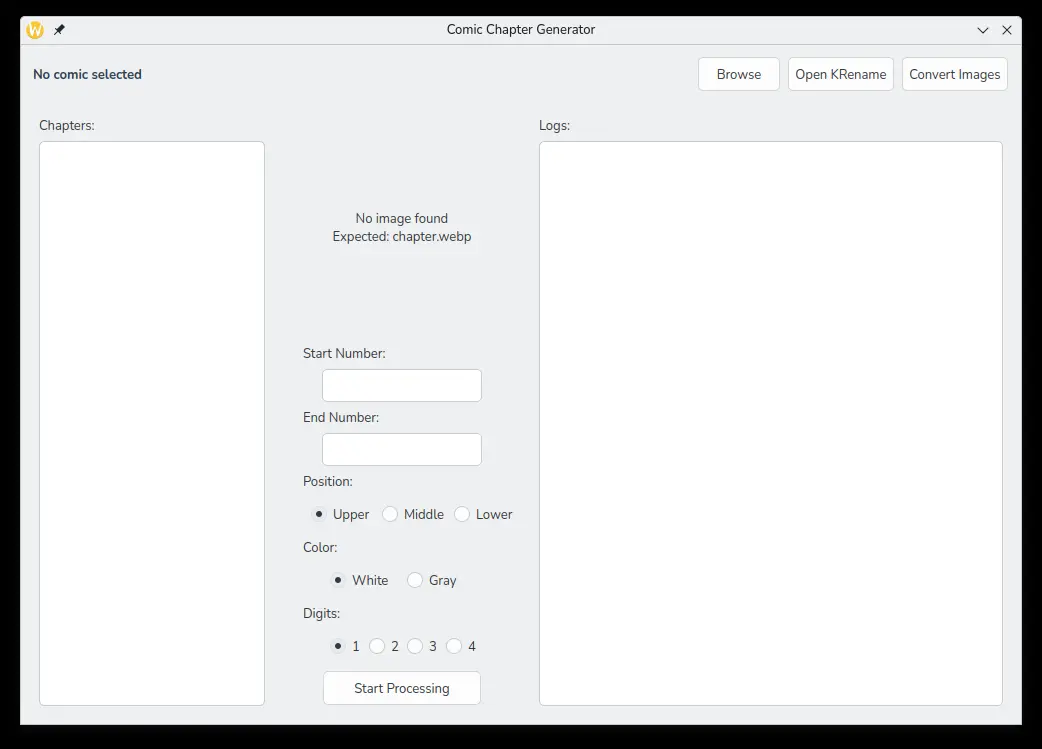 W
Comic Chapter Generator
No comic selected
Browse
Open KRename
Convert Images
Chapters:
Logs:
No image found
Expected: chapter.webp
Start Number:
End Number:
Position:
Upper Middle Lower
Color:
White Gray
Digits:
1 2 3 4
Start Processing